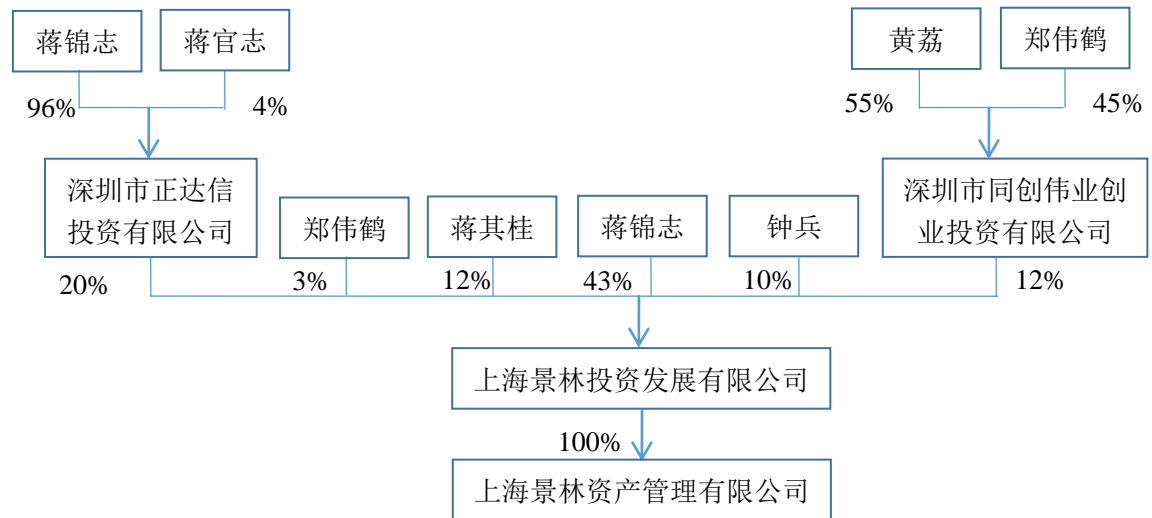 蒋锦志
蒋官志
黄荔
郑伟鹤
96%
4%
55%
45%
深圳市正达信
投资有限公司
郑伟鹤
蒋其桂
蒋锦志
钟兵
深圳市同创伟业创
业投资有限公司
20%
3%
12%
43%
10%
12%
上海景林投资发展有限公司
100%
上海景林资产管理有限公司